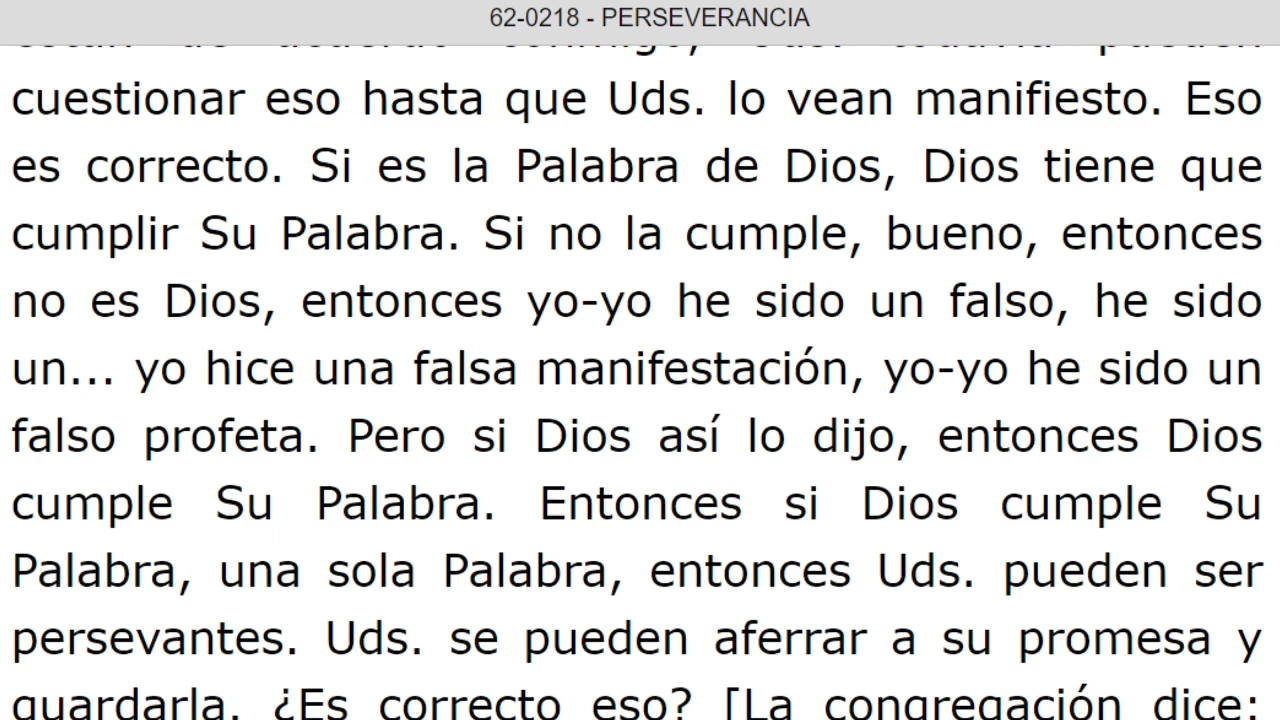 62-0218 - PERSEVERANCIA
cuestionar eso hasta que Uds. lo vean manifiesto. Eso
es correcto. Si es la Palabra de Dios, Dios tiene que
cumplir Su Palabra. Si no la cumple, bueno, entonces
no es Dios, entonces yo-yo he sido un falso, he sido
un... yo hice una falsa manifestación, yo-yo he sido un
falso profeta. Pero si Dios así lo dijo, entonces Dios
cumple Su Palabra. Entonces si Dios cumple Su
Palabra, una sola Palabra, entonces Uds. pueden ser
persevantes. Uds. se pueden aferrar a su promesa y
guardarla. ¿Es correcto eso? [La congregación dice: